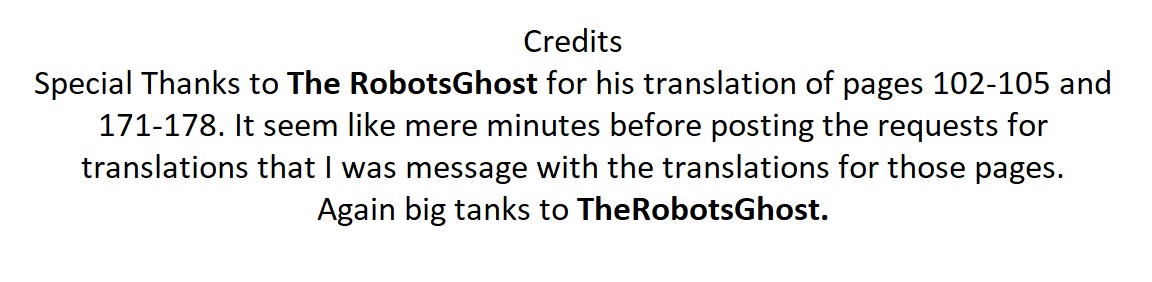 Credits
Special Thanks to The RobotsGhost for his translation of pages 102-105 and
171-178. It seem like mere minutes before posting the requests for
translations that I was message with the translations for those pages.
Again big tanks to TheRobotsGhost.